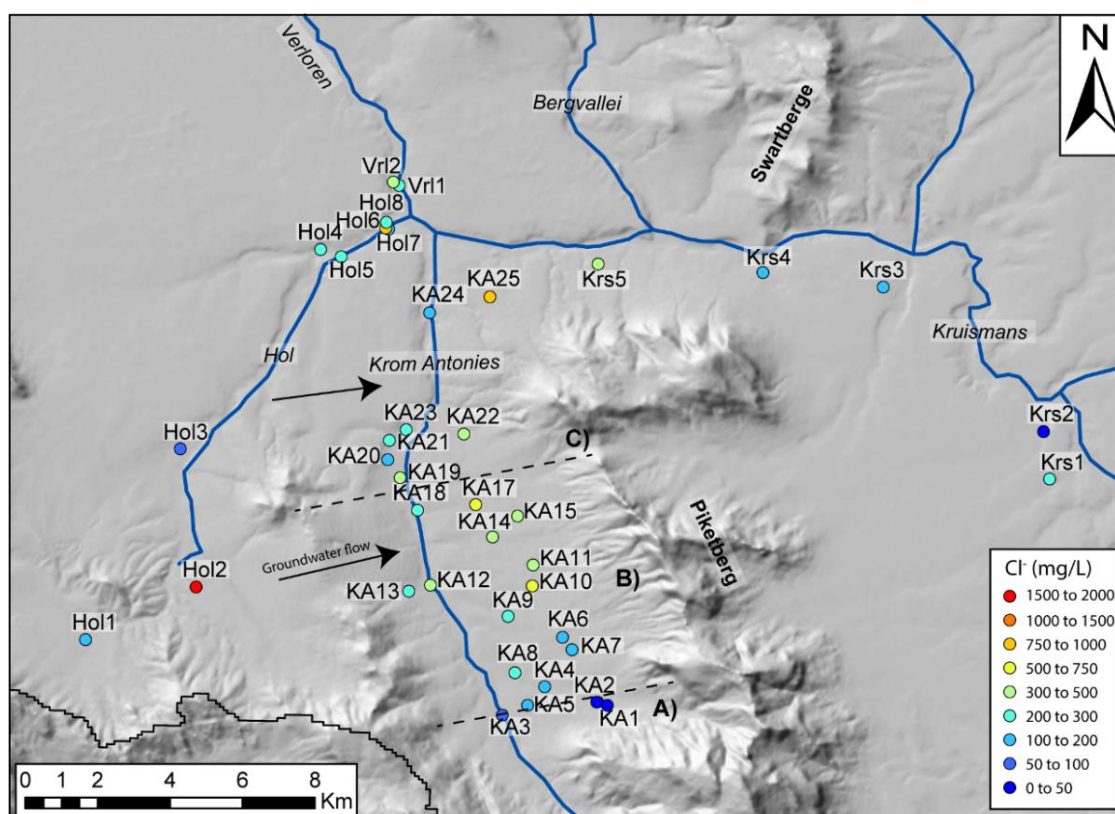 Verloren
Bergvallei
Swartberge
N
Vrl2
Vrl1
Hol8
Hol6
Hol7
Hol4
Hol5
Krs4
Krs3
Krs5
KA25
KA24
Kruismans
Hol
Krom Antonies
Krs2
KA23
KA22
C)
Hol3
KA21
KA20
Krs1
KA19
KA18
KA17
KA15
KA14
Piketberg
Groundwater flow
KA11
B)
Hol2
KA12
KA10
KA13
KA9
Hol1
KA6
KA7
KA8
KA4
KA2
KA5
A)
KA3
KA1
Cl- (mg/L)
1500 to 2000
1000 to 1500
750 to 1000
500 to 750
300 to 500
200 to 300
100 to 200
50 to 100
0 to 50
0 1 2 4 6 8
Km